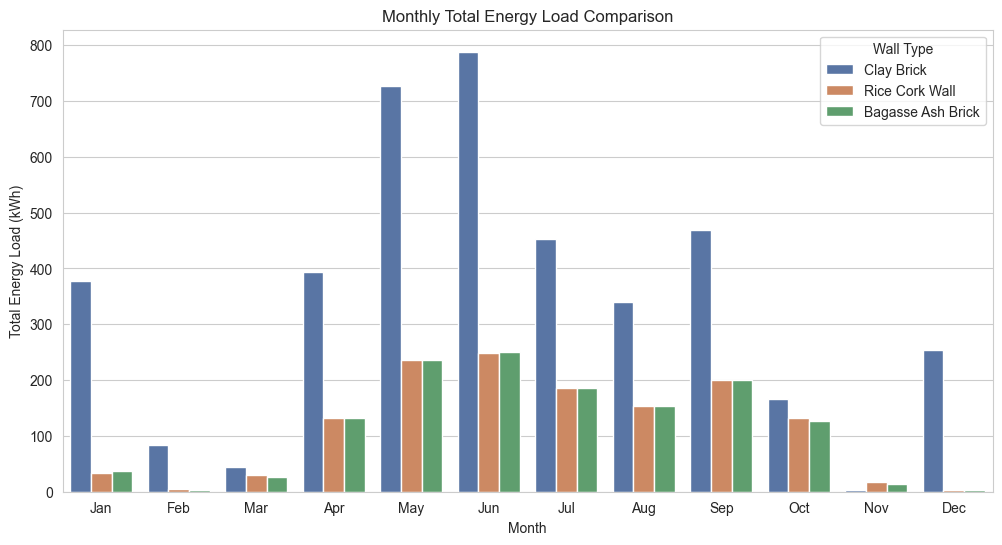 Monthly Total Energy Load Comparison
Total Energy Load (kWh)
800
700
600
500
400
300
200
100
0
Wall Type
Clay Brick
Rice Cork Wall
Bagasse Ash Brick
Jan Feb Mar Apr May Jun Jul Aug Sep Oct Nov Dec
Month